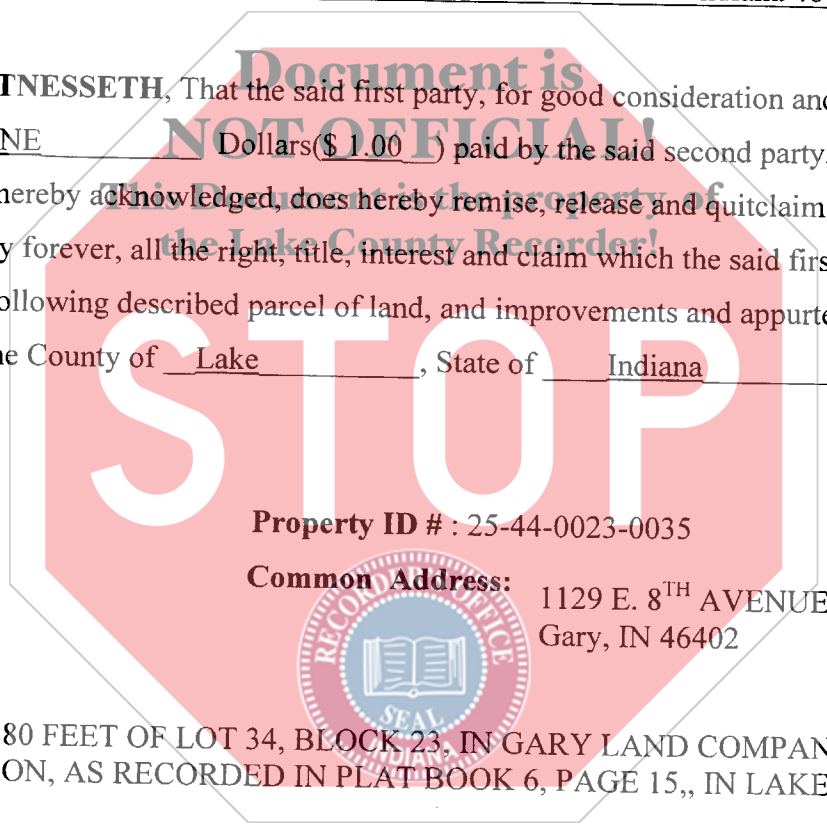 Document is
TNESSETH, That the said first party, for good consideration and
NOT OFFICIAL!
NE Dollars($ 1.00 ) paid by the said second party,
This Document is the property of
hereby acknowledged, does hereby remise, release and quitclaim
the Lake County Recorder!
y forever, all the right, title, interest and claim which the said firs
ollowing described parcel of land, and improvements and appurte
ne County of Lake , State of Indiana
STOP
Property ID # : 25-44-0023-0035
Common Address:
1129 E. 8TH AVENUE
Gary, IN 46402
RECORDER OFFICE
SEAL
INDIANA
80 FEET OF LOT 34, BLOCK 23, IN GARY LAND COMPAN
ON, AS RECORDED IN PLAT BOOK 6, PAGE 15,, IN LAKE